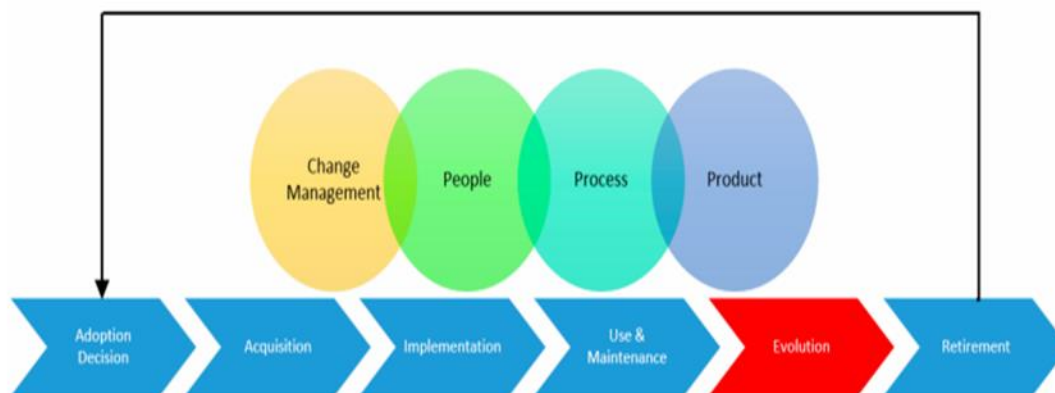 Change
Management
People
Process
Product
Adoption
Decision
Acquisition
Implementation
Use &
Maintenance
Evolution
Retirement